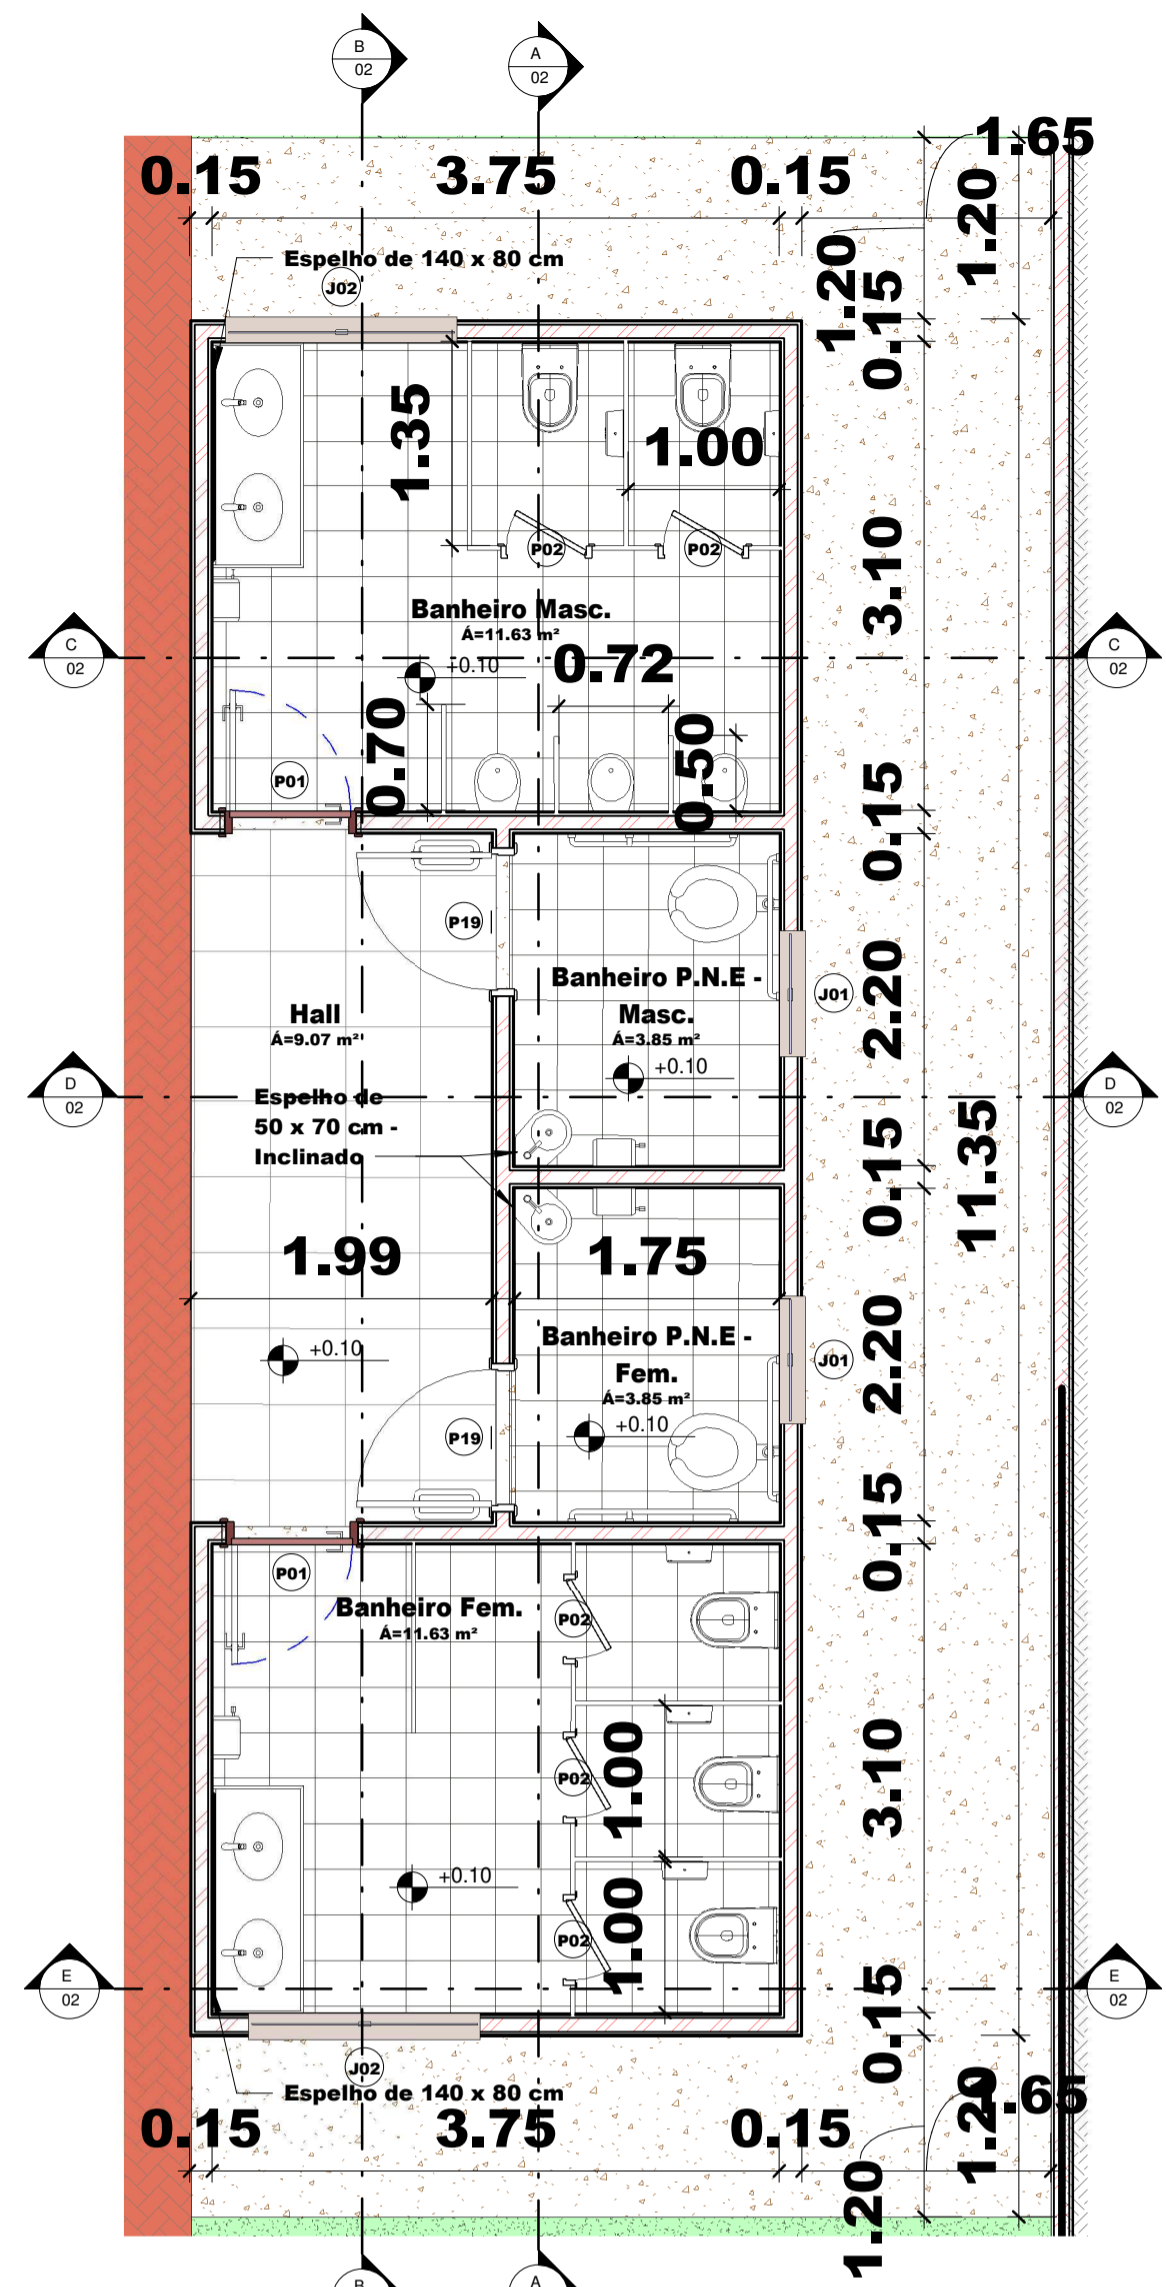 B
02
A
02
1.65
0.15
3.75
0.15
1.20
1.20
Espelho de 140 x 80 cm
J02
0.15
1.35
1.00
P02
P02
3.10
Banheiro Masc.
Á=11.63 m²
C
02
C
02
+0.10
0.72
0.70
0.50
P01
0.15
P19
Banheiro P.N.E -
Masc.
Á=3.85 m²
+0.10
J01
2.20
Hall
Á=9.07 m²
D
02
D
02
Espelho de
50 x 70 cm -
Inclinado
0.15
11.35
1.99
1.75
Banheiro P.N.E -
Fem.
Á=3.85 m²
+0.10
J01
2.20
+0.10
P19
0.15
P01
Banheiro Fem.
Á=11.63 m²
P02
1.00
P02
3.10
+0.10
1.00
P02
E
02
E
02
0.15
J02
Espelho de 140 x 80 cm
1.65
1.20
0.15
3.75
0.15
1.20
B
A